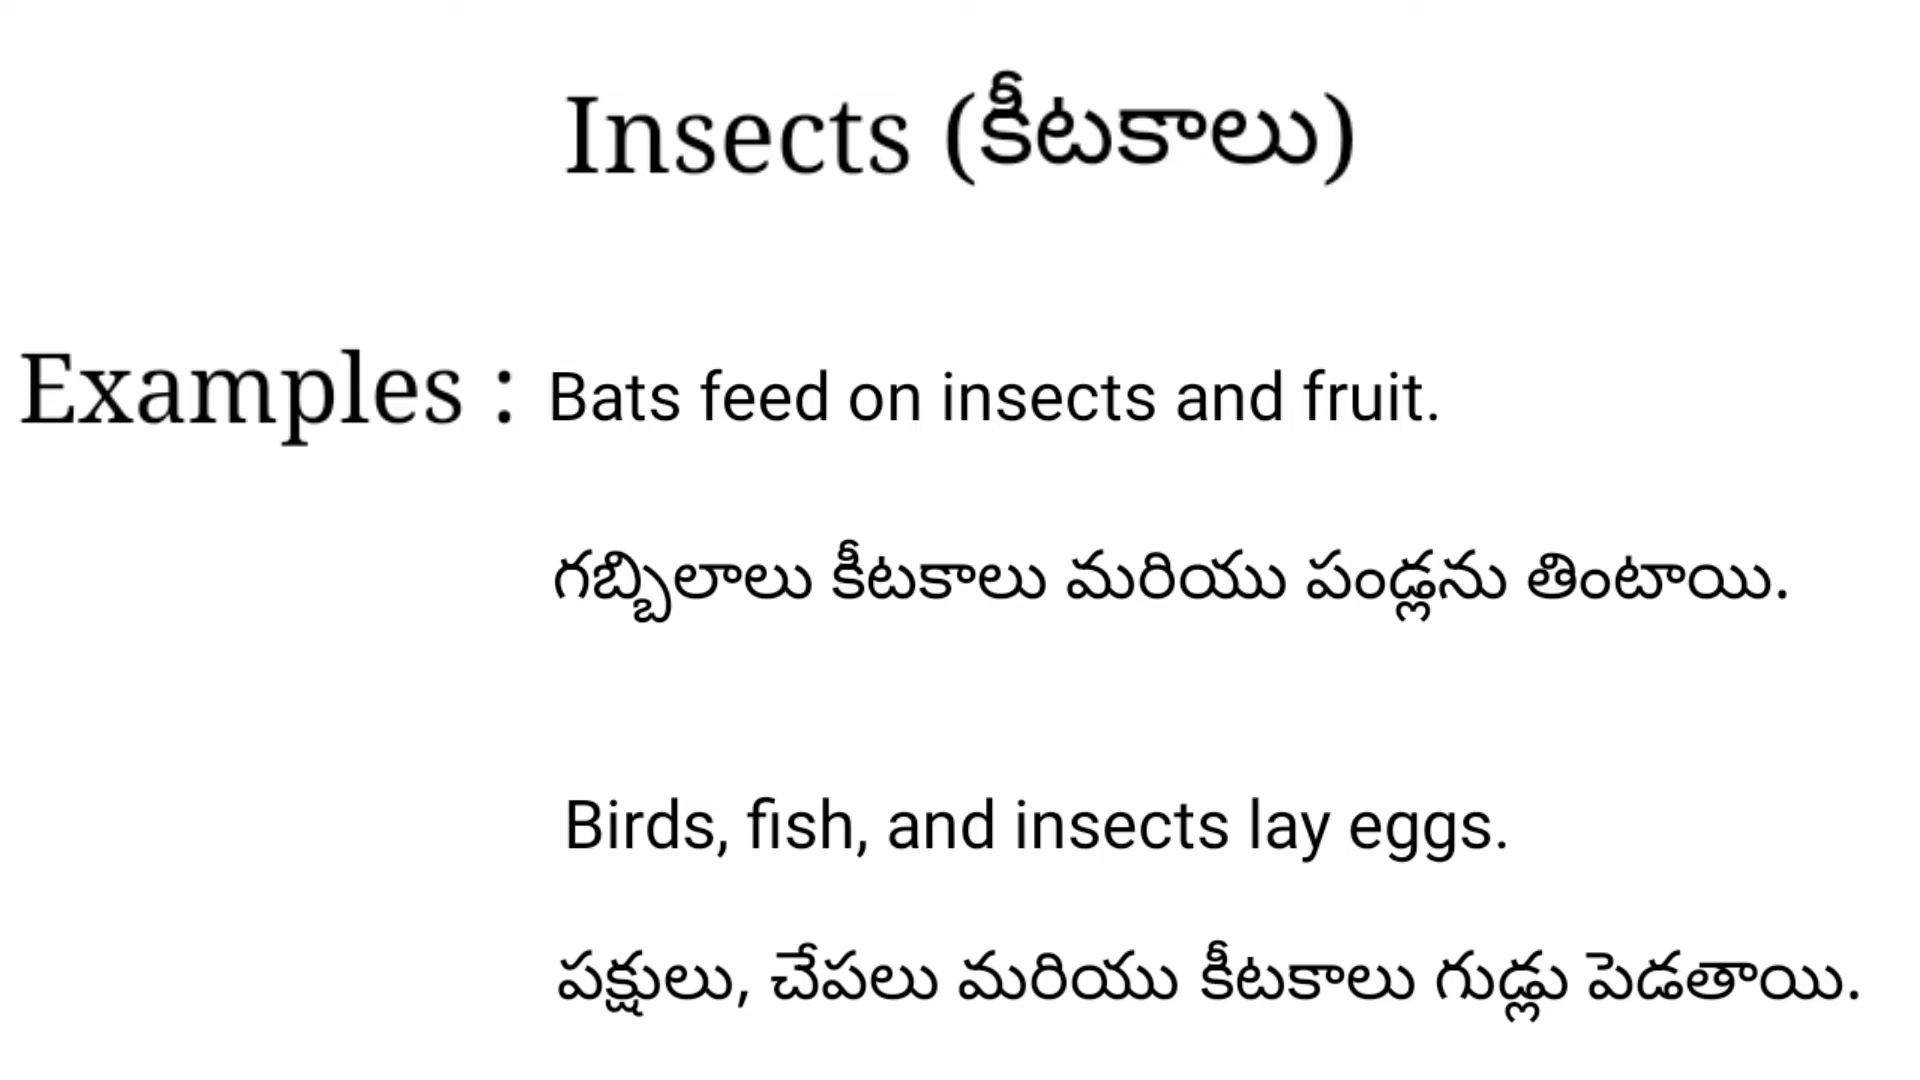 Insects (కీటకాలు)
Examples : Bats feed on insects and fruit.
గబ్బిలాలు కీటకాలు మరియు పండ్లను తింటాయి.
Birds, fish, and insects lay eggs.
పక్షులు, చేపలు మరియు కీటకాలు గుడ్లు పెడతాయి.